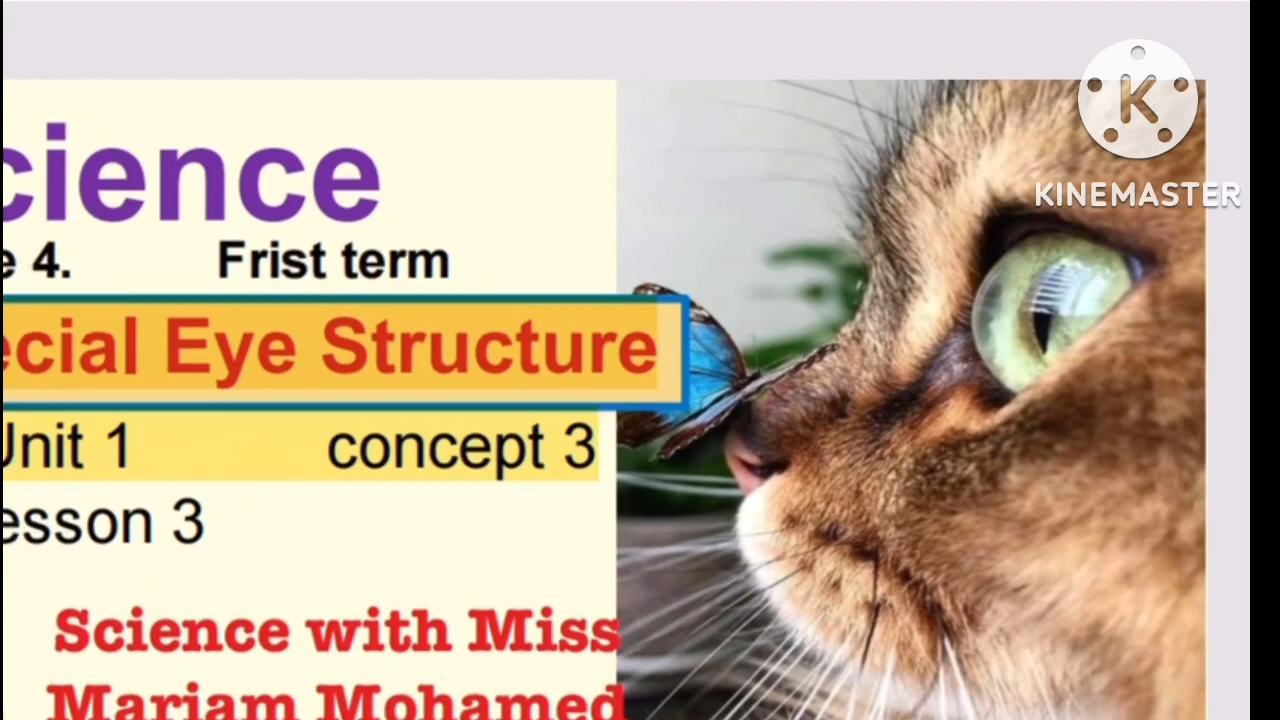 cience
e 4. Frist term
ecial Eye Structure
Unit 1 concept 3
esson 3
Science with Miss
Mariam Mohamed
K
KINEMASTER